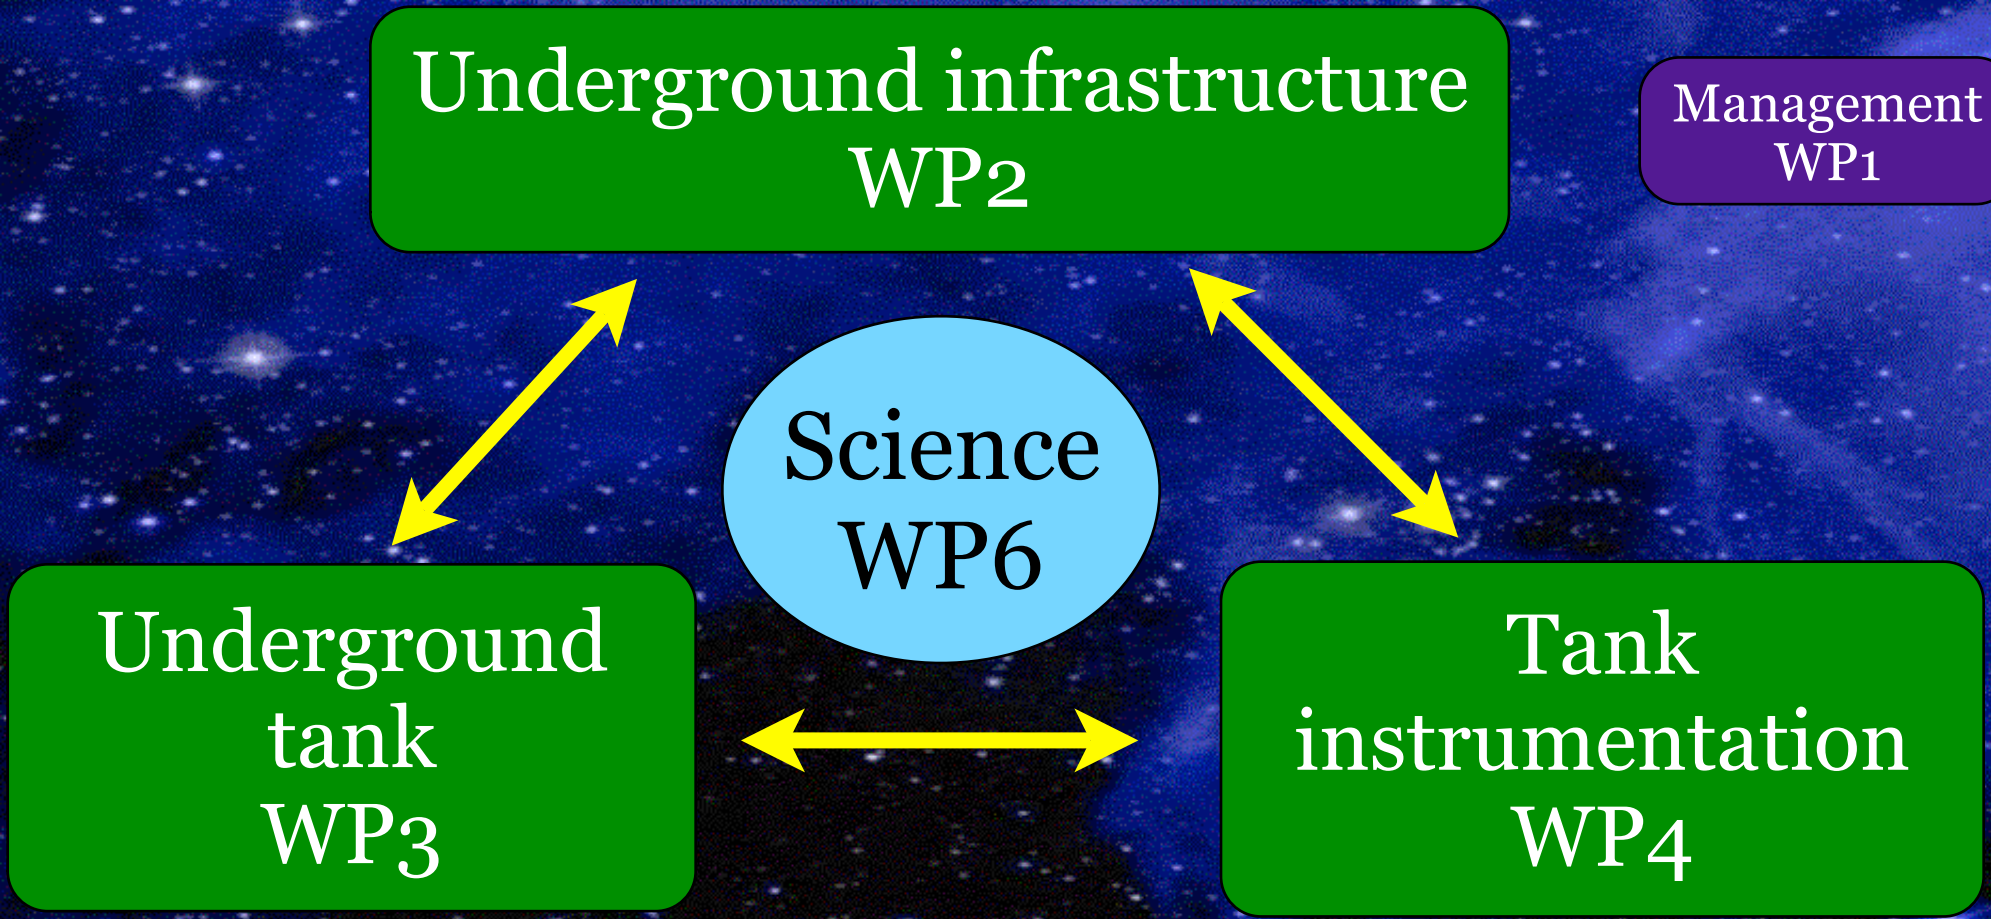 Underground infrastructure
WP2
Management
WP1
Science
WP6
Underground
tank
WP3
Tank
instrumentation
WP4